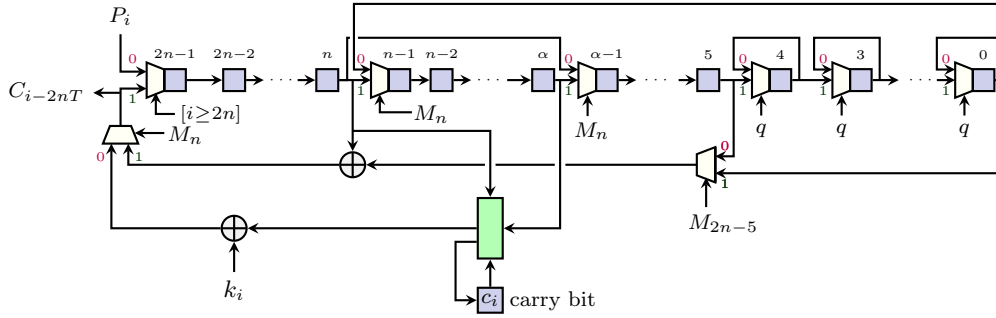 P_i
2n−1 2n−2 n n−1 n−2 α α−1 5 4 3 0
0 0 0 0 0 0
··· ··· ··· ···
1 1 1 1 1 1
C_{i−2nT}
[i≥2n] M_n M_n q q q
M_n
0 1
0
1
M_{2n−5}
k_i
c_i carry bit